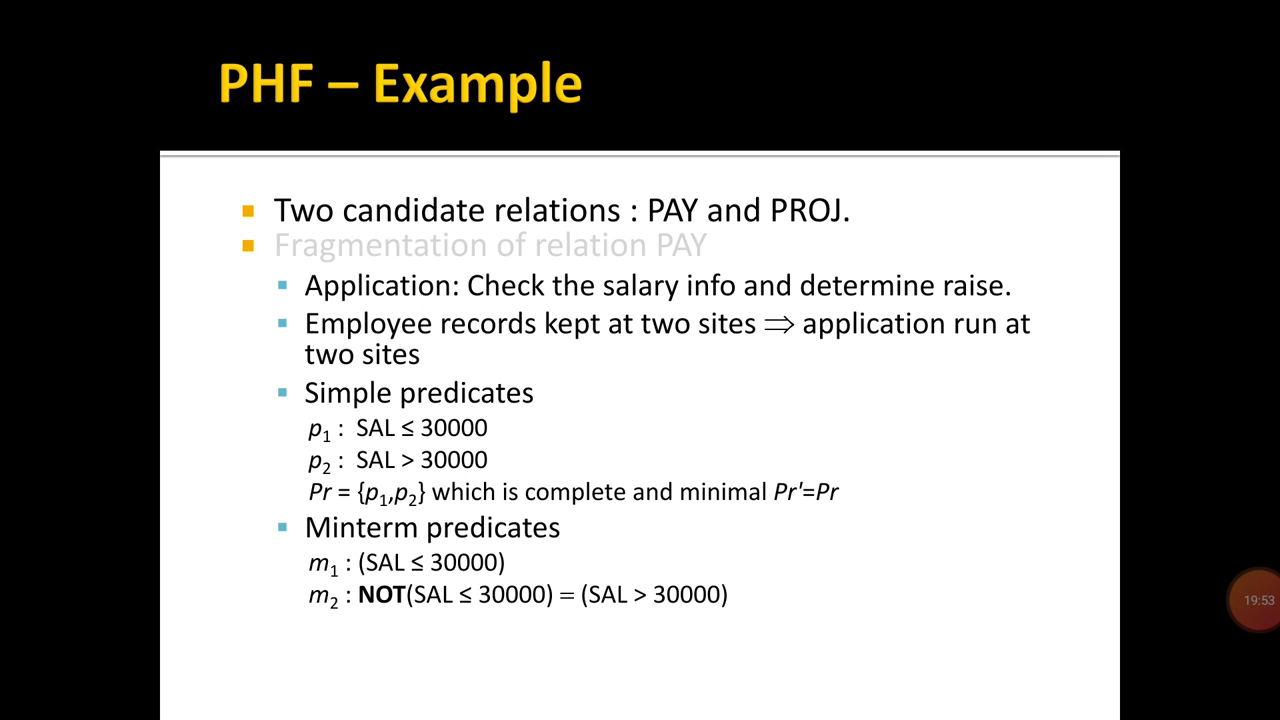 PHF – Example
Two candidate relations : PAY and PROJ.
Fragmentation of relation PAY
Application: Check the salary info and determine raise.
Employee records kept at two sites ⇒ application run at
two sites
Simple predicates
p1 : SAL ≤ 30000
p2 : SAL > 30000
Pr = {p1,p2} which is complete and minimal Pr'=Pr
Minterm predicates
m1 : (SAL ≤ 30000)
m2 : NOT(SAL ≤ 30000) = (SAL > 30000)
19:53